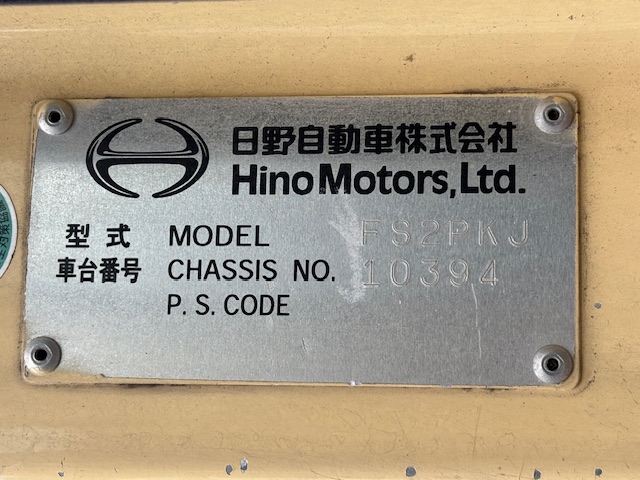 日野自動車株式会社
Hino Motors, Ltd.
型式 MODEL FS2PKJ
車台番号 CHASSIS NO. 10394
P. S. CODE